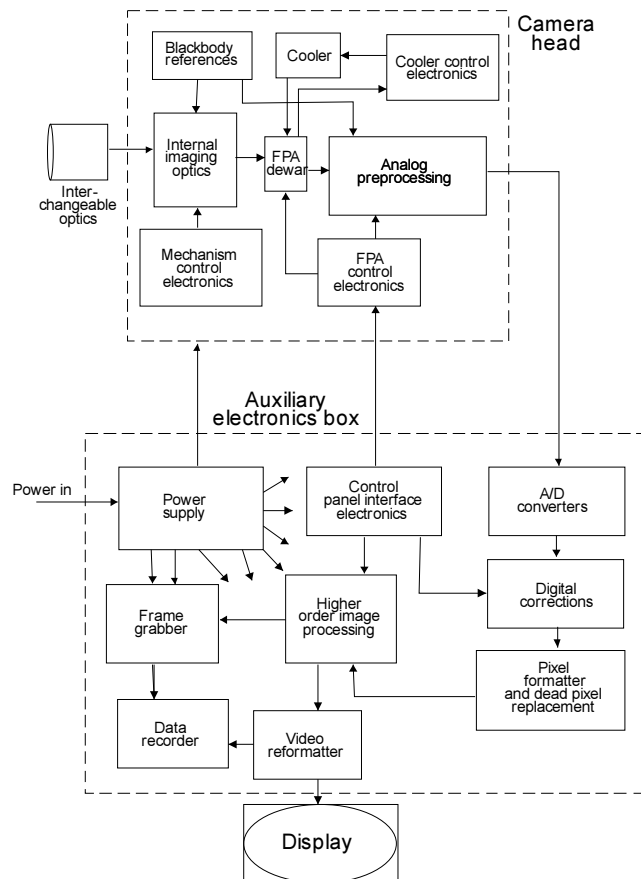 Camera
head
Blackbody
references
Cooler
Cooler control
electronics
Internal
imaging
optics
FPA
dewar
Analog
preprocessing
Inter-
changeable
optics
Mechanism
control
electronics
FPA
control
electronics
Auxiliary
electronics box
Power in
Power
supply
Control
panel interface
electronics
A/D
converters
Frame
grabber
Higher
order image
processing
Digital
corrections
Pixel
formatter
and dead pixel
replacement
Data
recorder
Video
reformatter
Display